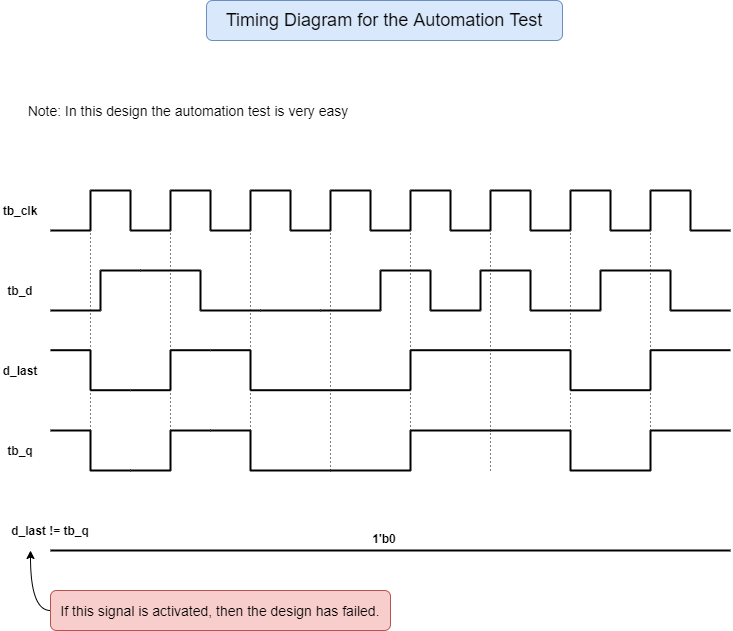 Timing Diagram for the Automation Test
Note: In this design the automation test is very easy
tb_clk
tb_d
d_last
tb_q
d_last != tb_q
1'b0
If this signal is activated, then the design has failed.